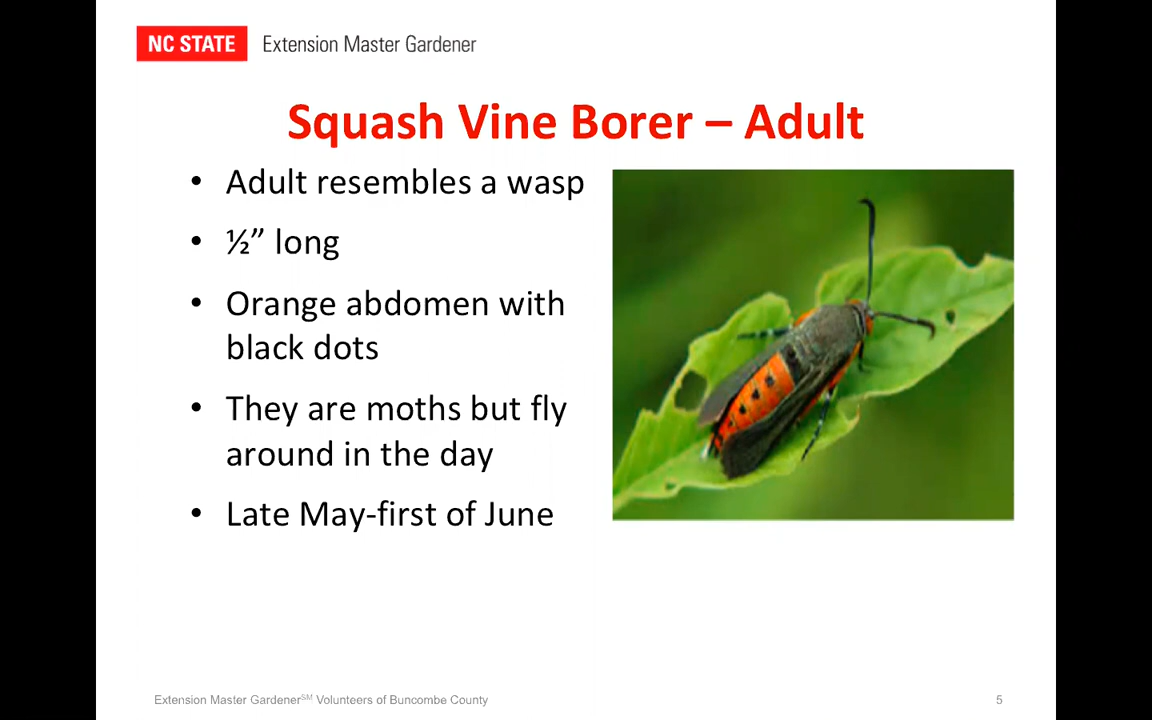 NC STATE Extension Master Gardener
Squash Vine Borer – Adult
• Adult resembles a wasp
• ½” long
• Orange abdomen with
black dots
• They are moths but fly
around in the day
• Late May-first of June
Extension Master Gardener℠ Volunteers of Buncombe County 5